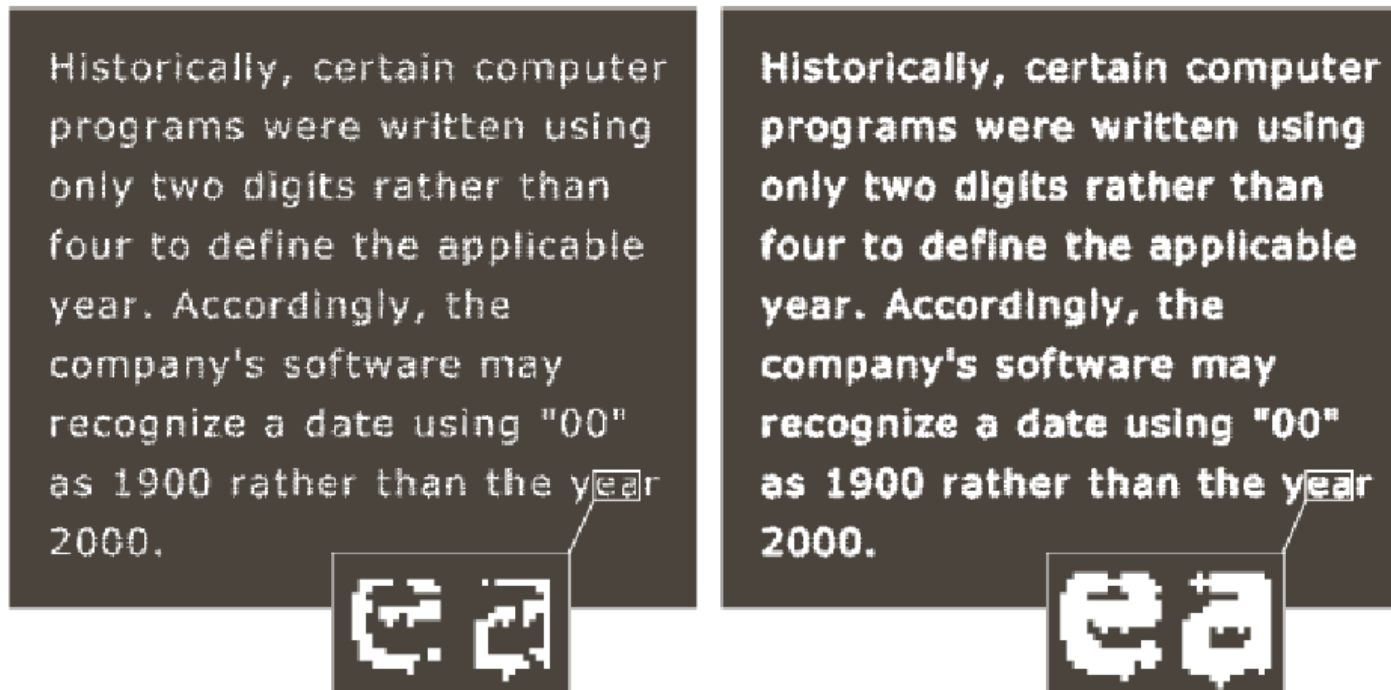 Historically, certain computer
programs were written using
only two digits rather than
four to define the applicable
year. Accordingly, the
company's software may
recognize a date using "00"
as 1900 rather than the year
2000.
ea
Historically, certain computer
programs were written using
only two digits rather than
four to define the applicable
year. Accordingly, the
company's software may
recognize a date using "00"
as 1900 rather than the year
2000.
ea